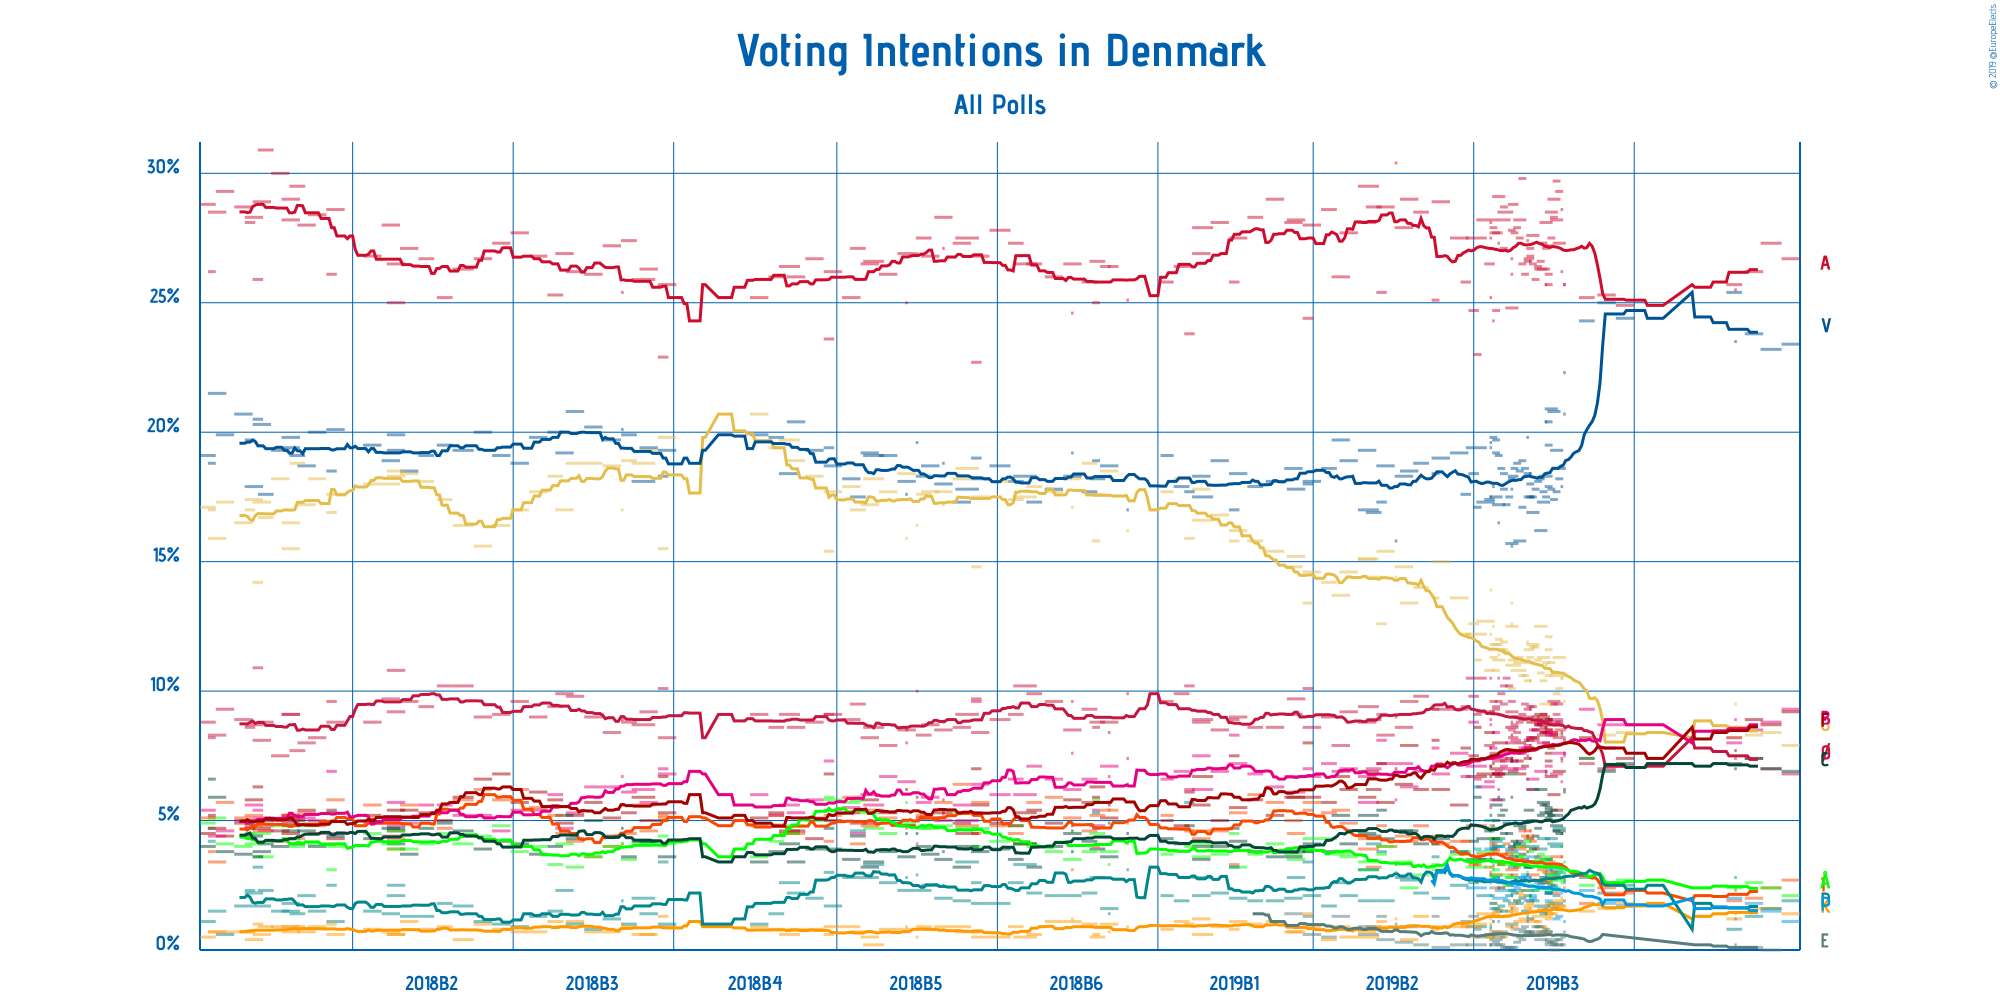 © 2019 @EuropeElects
Voting Intentions in Denmark
All Polls
30%
25%
20%
15%
10%
5%
0%
A
V
C
E
2018B2 2018B3 2018B4 2018B5 2018B6 2019B1 2019B2 2019B3